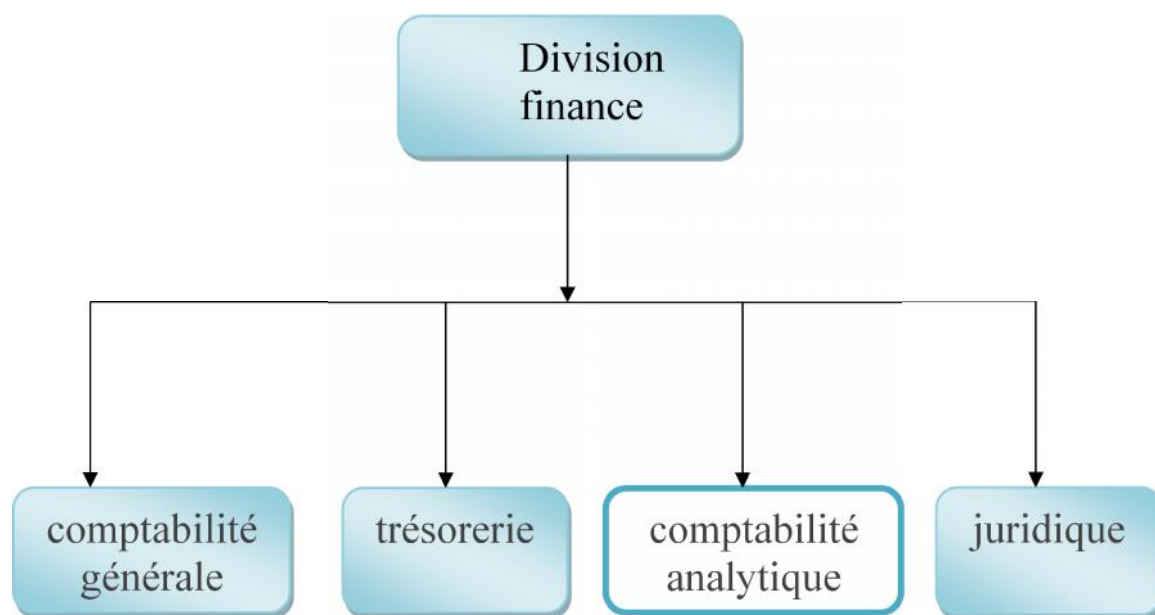 Division
finance
comptabilité
générale
trésorerie
comptabilité
analytique
juridique